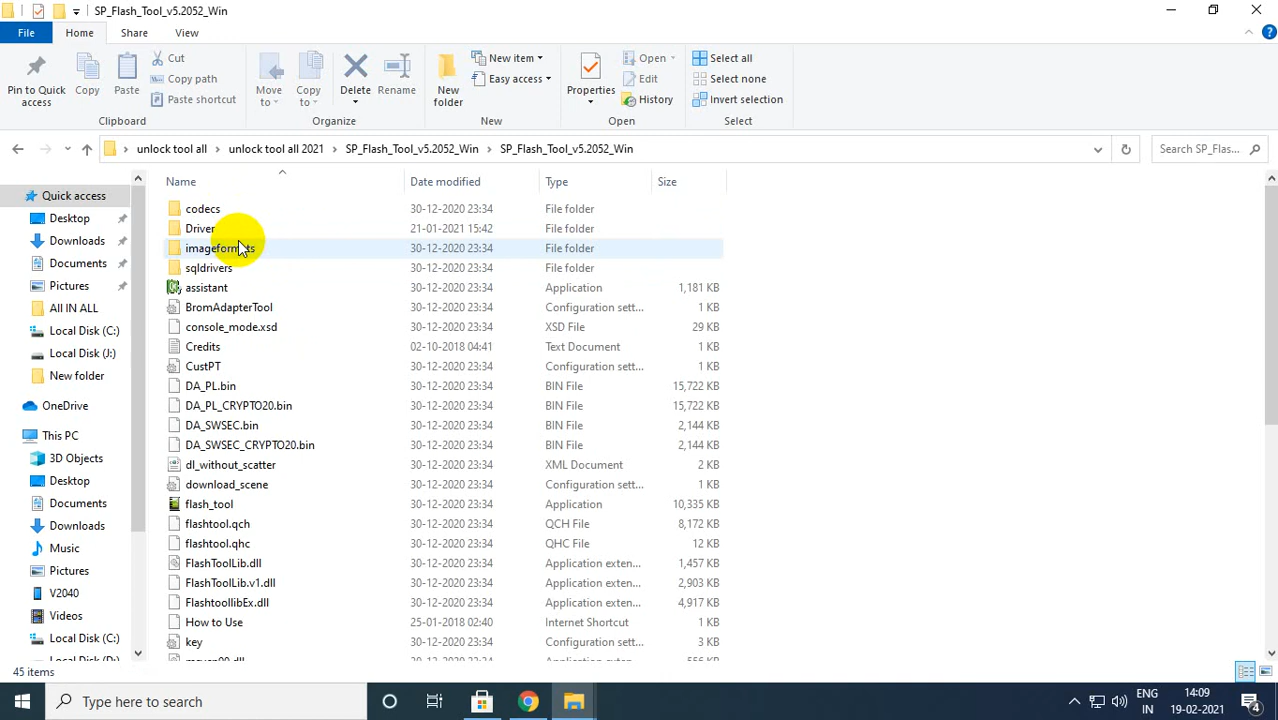 SP_Flash_Tool_v5.2052_Win
File Home Share View
Pin to Quick access
Copy
Paste
Cut
Copy path
Paste shortcut
Clipboard
Move to
Copy to
Delete
Rename
Organize
New folder
New item
Easy access
New
Properties
Open
Edit
History
Open
Select all
Select none
Invert selection
Select
unlock tool all > unlock tool all 2021 > SP_Flash_Tool_v5.2052_Win > SP_Flash_Tool_v5.2052_Win
Search SP_Flas...
Quick access
Desktop
Downloads
Documents
Pictures
All IN ALL
Local Disk (C:)
Local Disk (J:)
New folder
OneDrive
This PC
3D Objects
Desktop
Documents
Downloads
Music
Pictures
V2040
Videos
Local Disk (C:)
Local Disk (D:)
Name Date modified Type Size
codecs 30-12-2020 23:34 File folder
Driver 21-01-2021 15:42 File folder
imageformats 30-12-2020 23:34 File folder
sqldrivers 30-12-2020 23:34 File folder
assistant 30-12-2020 23:34 Application 1,181 KB
BromAdapterTool 30-12-2020 23:34 Configuration sett... 1 KB
console_mode.xsd 30-12-2020 23:34 XSD File 29 KB
Credits 02-10-2018 04:41 Text Document 2 KB
CustPT 30-12-2020 23:34 Configuration sett... 1 KB
DA_PL.bin 30-12-2020 23:34 BIN File 15,722 KB
DA_PL_CRYPTO20.bin 30-12-2020 23:34 BIN File 15,722 KB
DA_SWSEC.bin 30-12-2020 23:34 BIN File 2,144 KB
DA_SWSEC_CRYPTO20.bin 30-12-2020 23:34 BIN File 2,144 KB
dl_without_scatter 30-12-2020 23:34 XML Document 2 KB
download_scene 30-12-2020 23:34 Configuration sett... 1 KB
flash_tool 30-12-2020 23:34 Application 10,335 KB
flashtool.qch 30-12-2020 23:34 QCH File 8,172 KB
flashtool.qhc 30-12-2020 23:34 QHC File 12 KB
FlashToolLib.dll 30-12-2020 23:34 Application exten... 1,457 KB
FlashToolLib.v1.dll 30-12-2020 23:34 Application exten... 2,903 KB
FlashtoollibEx.dll 30-12-2020 23:34 Application exten... 4,917 KB
How to Use 25-01-2018 02:40 Internet Shortcut 1 KB
key 30-12-2020 23:34 Configuration sett... 3 KB
45 items
Type here to search
ENG
IN
14:09
19-02-2021
4